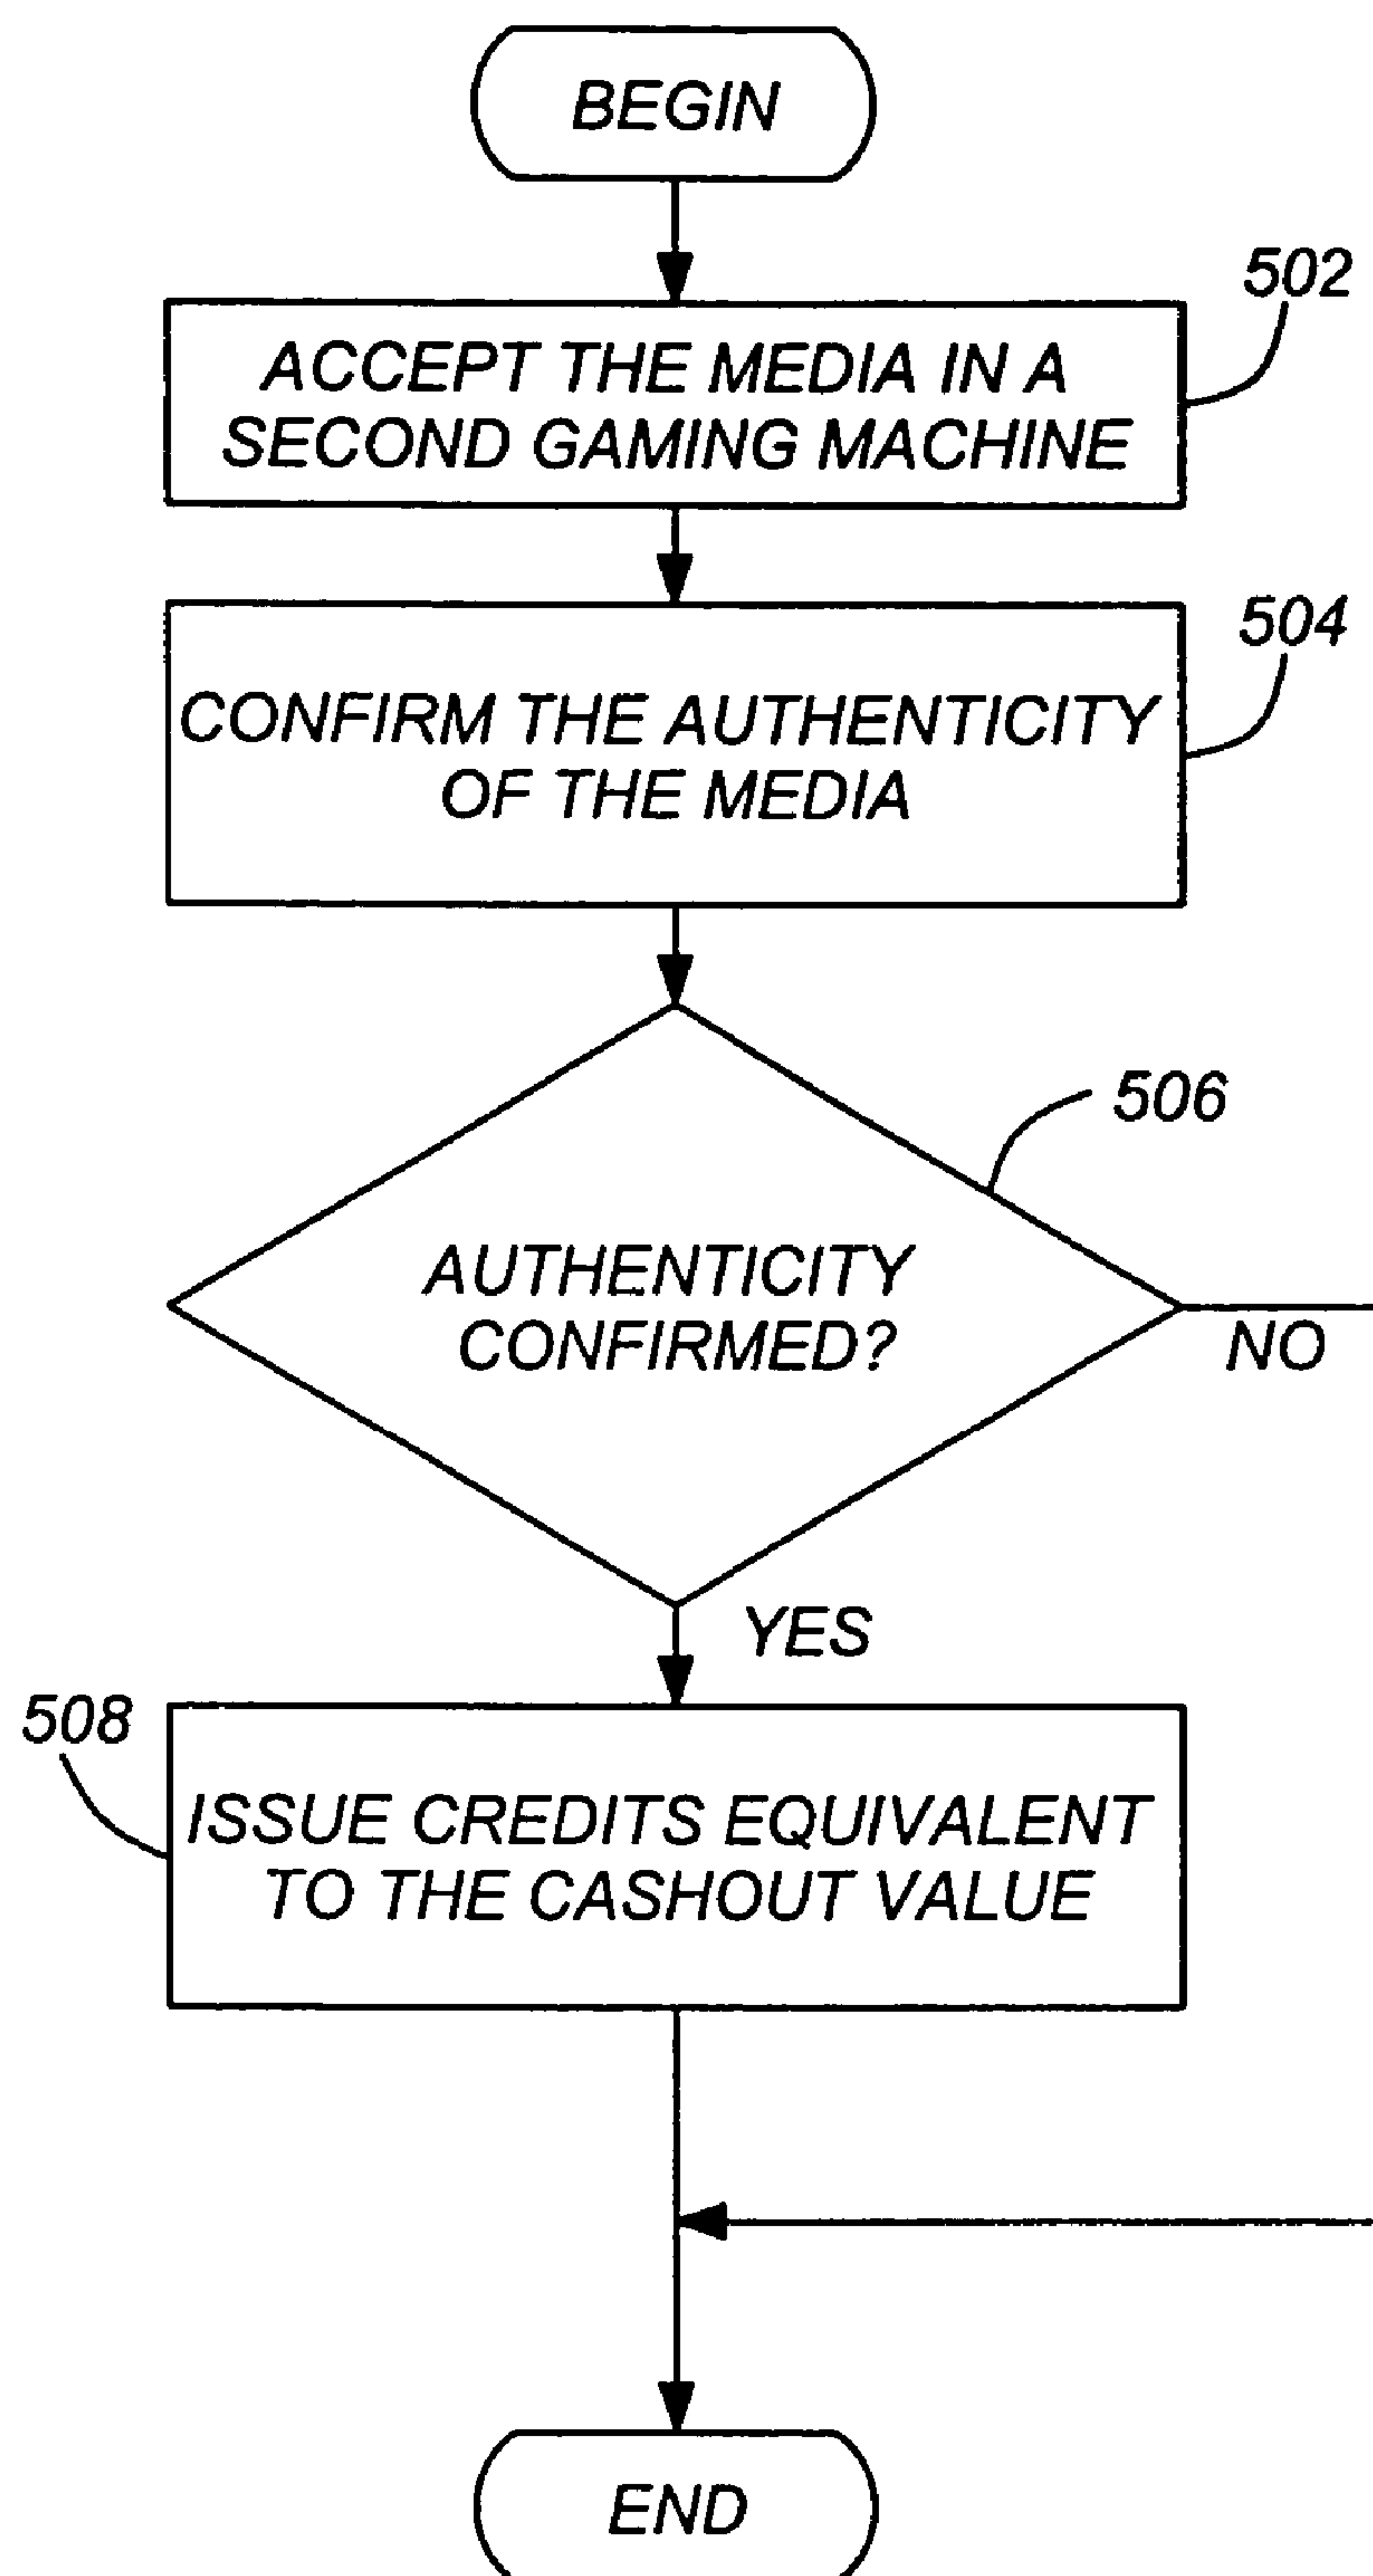 BEGIN
502
ACCEPT THE MEDIA IN A
SECOND GAMING MACHINE
504
CONFIRM THE AUTHENTICITY
OF THE MEDIA
506
AUTHENTICITY
CONFIRMED?
NO
YES
508
ISSUE CREDITS EQUIVALENT
TO THE CASHOUT VALUE
END